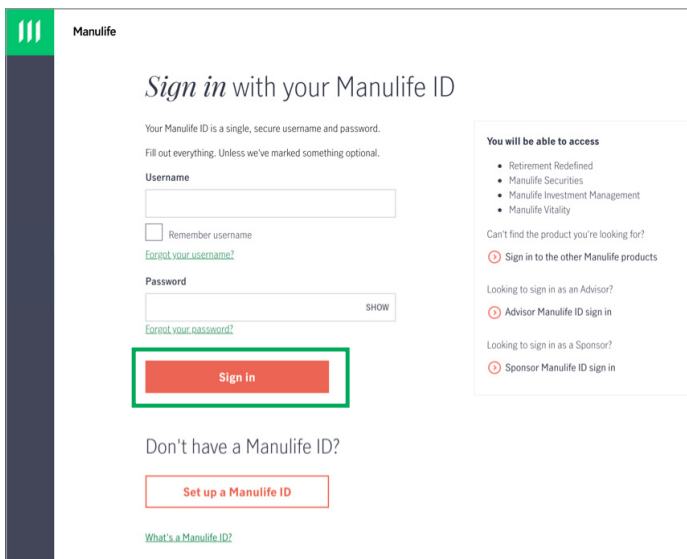 Manulife
Sign in with your Manulife ID
Your Manulife ID is a single, secure username and password.
Fill out everything. Unless we've marked something optional.
Username
Remember username
Forgot your username?
Password
SHOW
Forgot your password?
Sign in
Don't have a Manulife ID?
Set up a Manulife ID
What's a Manulife ID?
You will be able to access
• Retirement Redefined
• Manulife Securities
• Manulife Investment Management
• Manulife Vitality
Can't find the product you're looking for?
Sign in to the other Manulife products
Looking to sign in as an Advisor?
Advisor Manulife ID sign in
Looking to sign in as a Sponsor?
Sponsor Manulife ID sign in